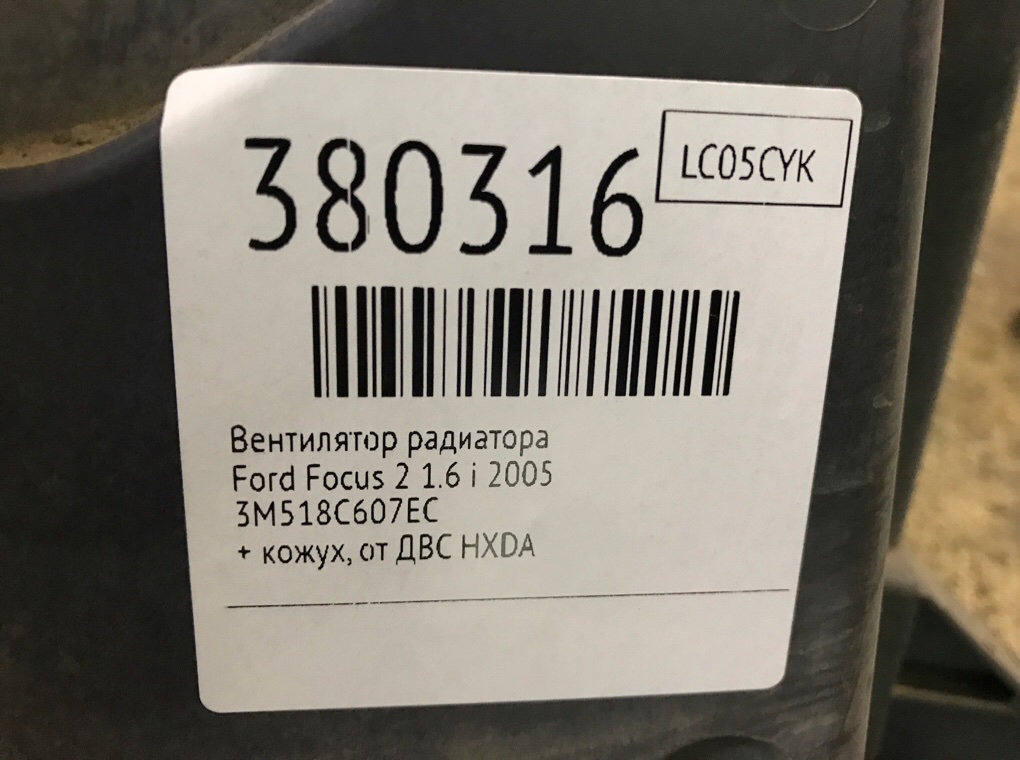 380316
LC05CYK
Вентилятор радиатора
Ford Focus 2 1.6 i 2005
3M518C607EC
+ кожух, от ДВС HXDA